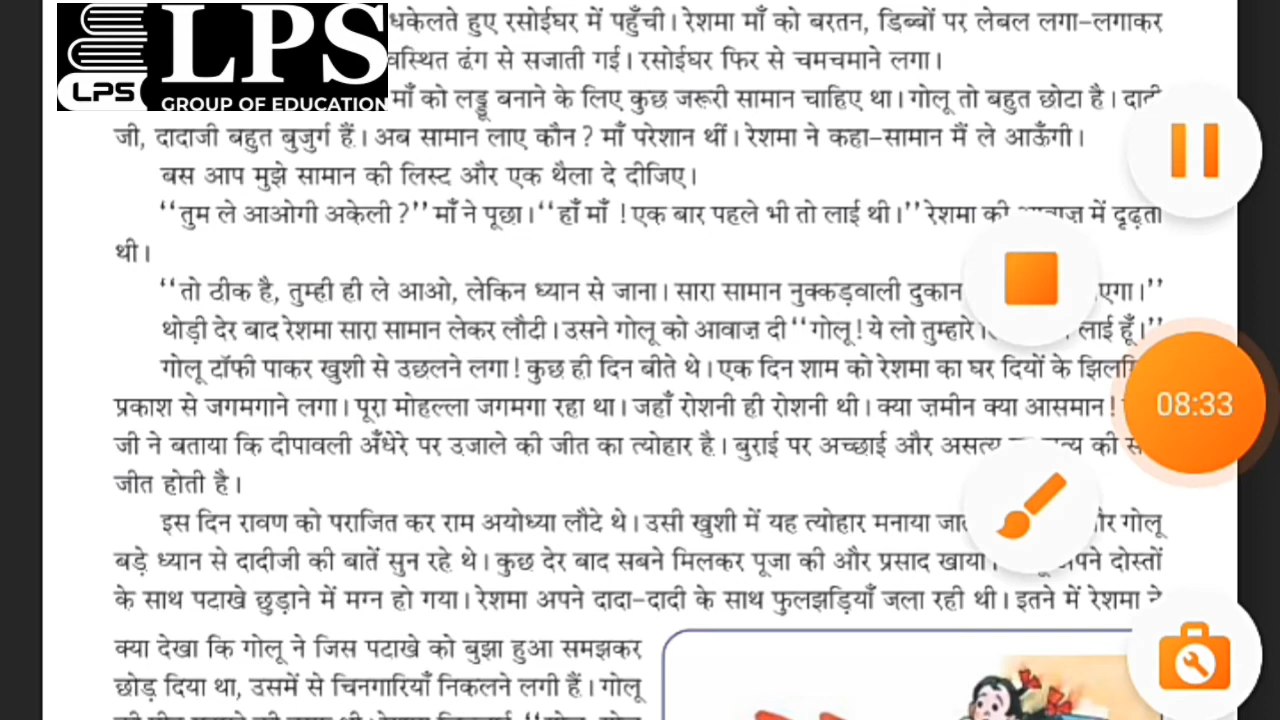 LPS
LPS
GROUP OF EDUCATION
धकेलते हुए रसोईघर में पहुँची। रेशमा माँ को बरतन, डिब्बों पर लेबल लगा-लगाकर
वस्थित ढंग से सजाती गई। रसोईघर फिर से चमचमाने लगा।
माँ को लड्डू बनाने के लिए कुछ जरूरी सामान चाहिए था। गोलू तो बहुत छोटा है। दादी
जी, दादाजी बहुत बुजुर्ग हैं। अब सामान लाए कौन? माँ परेशान थीं। रेशमा ने कहा-सामान मैं ले आऊँगी।
बस आप मुझे सामान की लिस्ट और एक थैला दे दीजिए।
“तुम ले आओगी अकेली?” माँ ने पूछा। “हाँ माँ ! एक बार पहले भी तो लाई थी।” रेशमा की में दृढ़ता
थी।
“तो ठीक है, तुम्ही ही ले आओ, लेकिन ध्यान से जाना। सारा सामान नुक्कड़वाली दुकान एगा।”
थोड़ी देर बाद रेशमा सारा सामान लेकर लौटी। उसने गोलू को आवाज़ दी “गोलू! ये लो तुम्हारे लाई हूँ।”
गोलू टॉफी पाकर खुशी से उछलने लगा! कुछ ही दिन बीते थे। एक दिन शाम को रेशमा का घर दियों के
प्रकाश से जगमगाने लगा। पूरा मोहल्ला जगमगा रहा था। जहाँ रोशनी ही रोशनी थी। क्या ज़मीन क्या आसमान!
जी ने बताया कि दीपावली अँधेरे पर उजाले की जीत का त्योहार है। बुराई पर अच्छाई और असत्य की
जीत होती है।
इस दिन रावण को पराजित कर राम अयोध्या लौटे थे। उसी खुशी में यह त्योहार मनाया गोलू
बड़े ध्यान से दादीजी की बातें सुन रहे थे। कुछ देर बाद सबने मिलकर पूजा की और प्रसाद खाया। अपने दोस्तों
के साथ पटाखे छुड़ाने में मग्न हो गया। रेशमा अपने दादा-दादी के साथ फुलझड़ियाँ जला रही थी। इतने में रेशमा ने
क्या देखा कि गोलू ने जिस पटाखे को बुझा हुआ समझकर
छोड़ दिया था, उसमें से चिनगारियाँ निकलने लगी हैं। गोलू
08:33